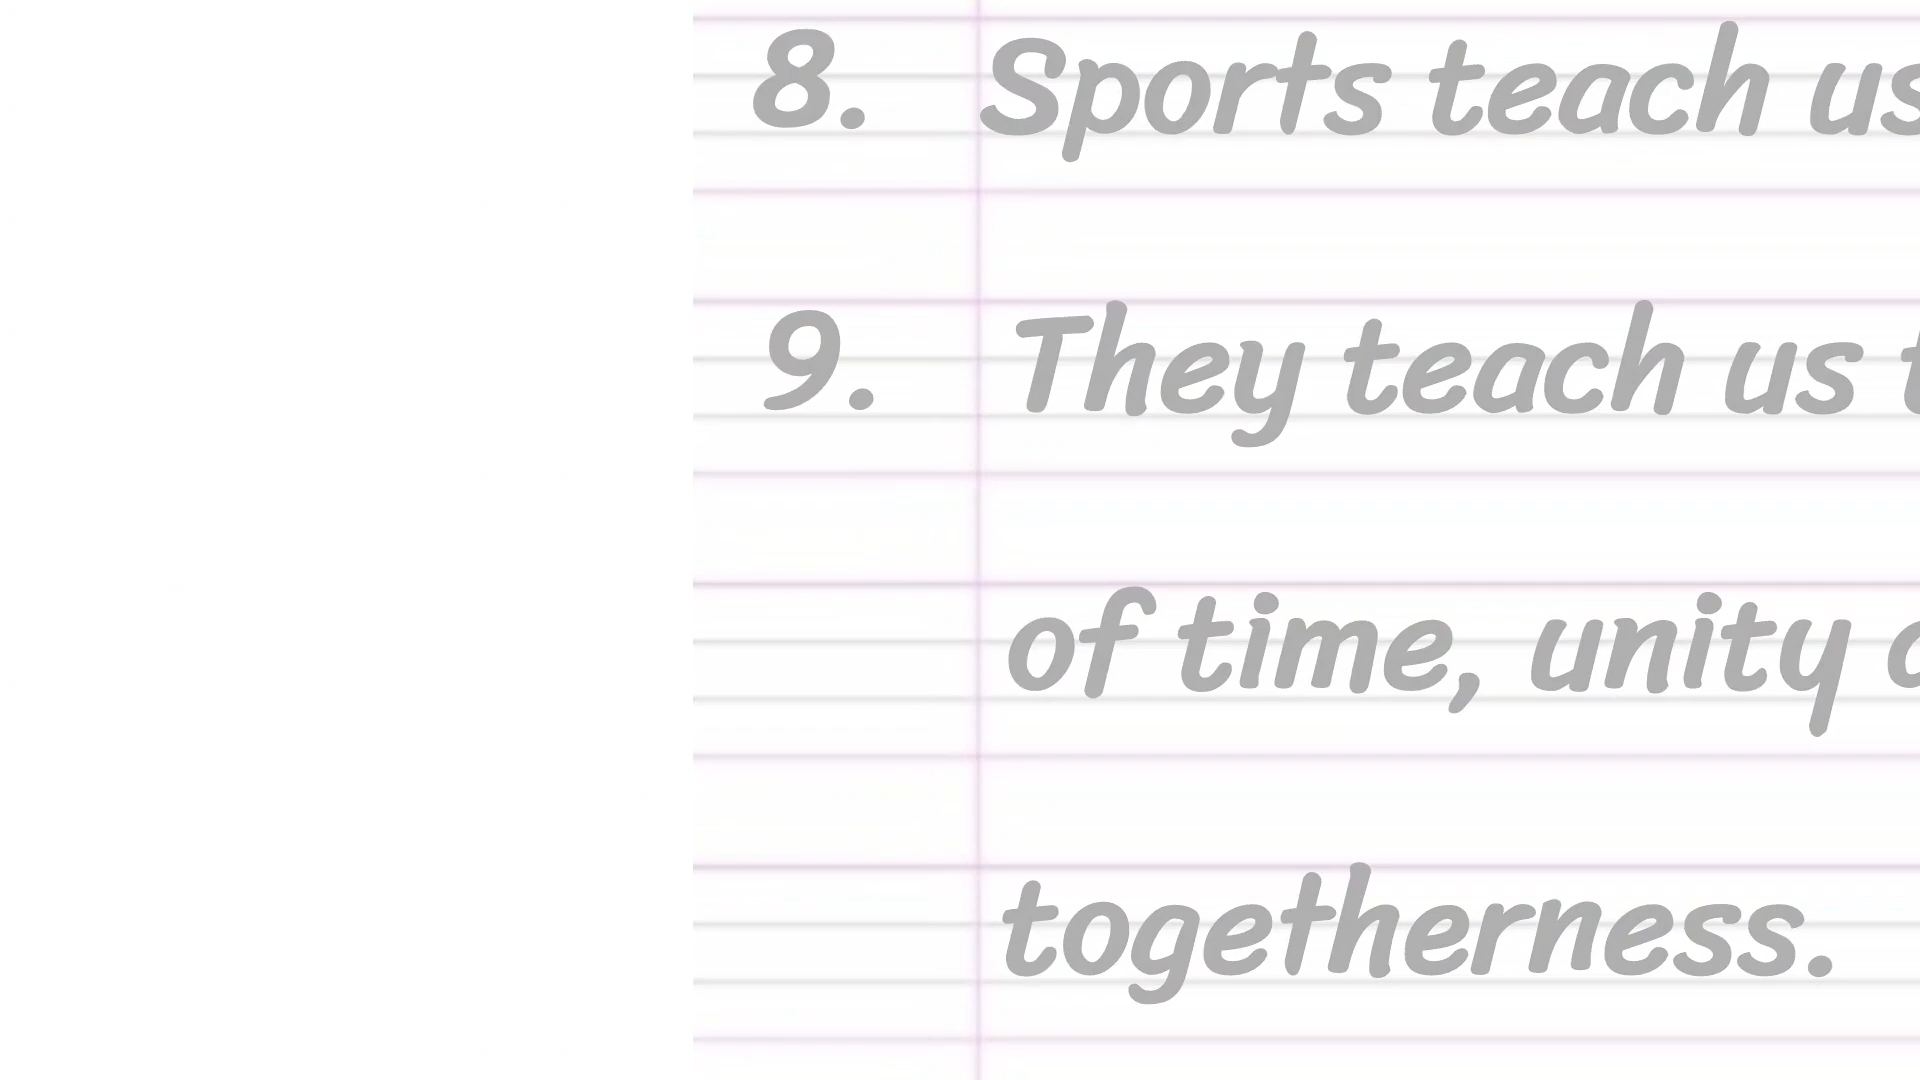 8. Sports teach us
9. They teach us
of time, unity
togetherness.